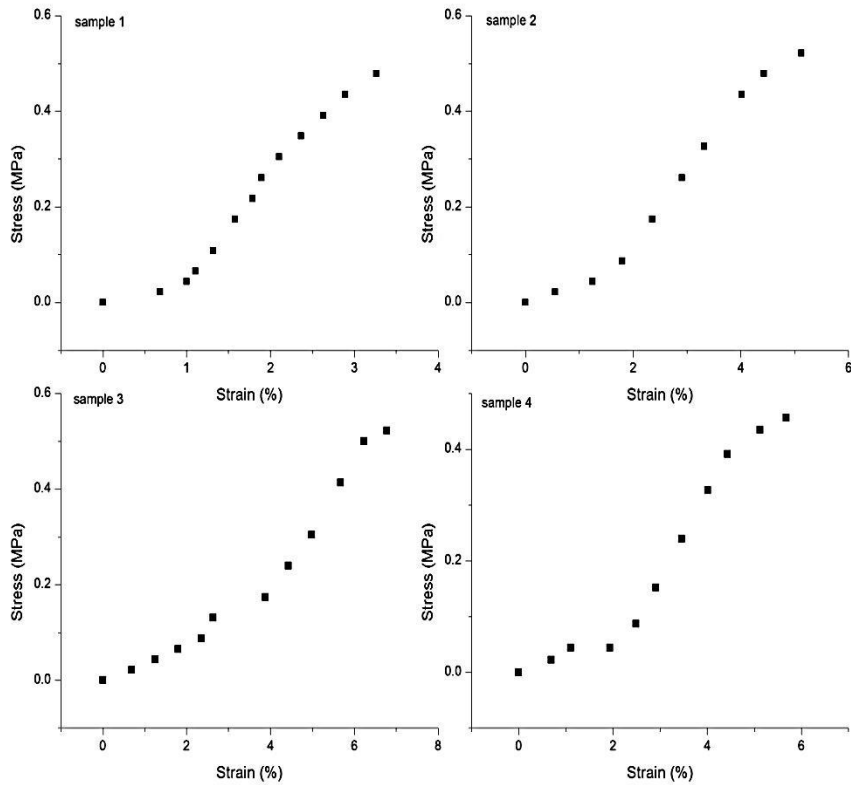 sample 1
Stress (MPa)
0.6
0.4
0.2
0.0
0 1 2 3 4
Strain (%)
sample 2
Stress (MPa)
0.6
0.4
0.2
0.0
0 2 4 6
Strain (%)
sample 3
Stress (MPa)
0.6
0.4
0.2
0.0
0 2 4 6 8
Strain (%)
sample 4
Stress (MPa)
0.4
0.2
0.0
0 2 4 6
Strain (%)